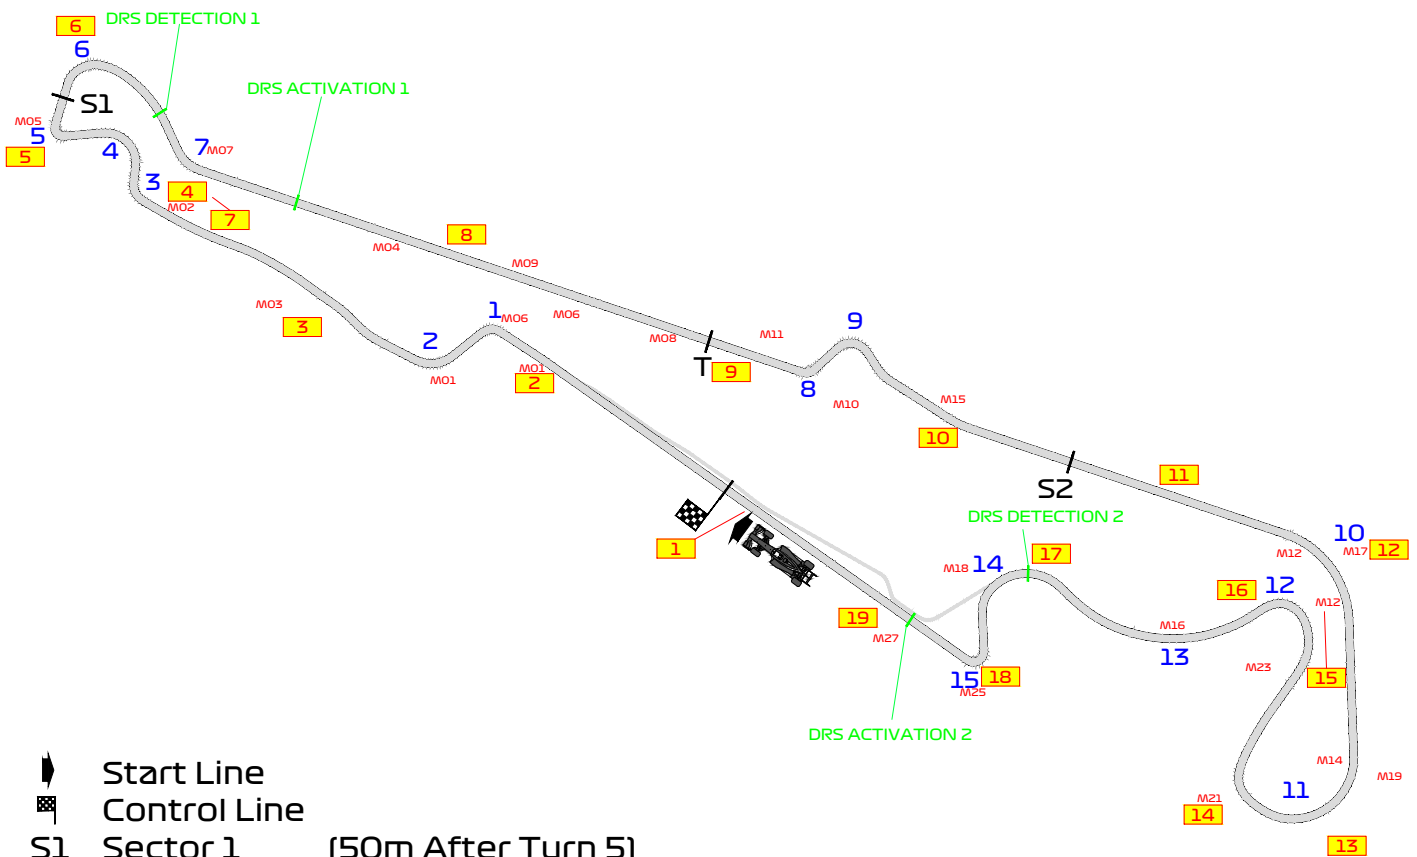 6
DRS DETECTION 1
6
DRS ACTIVATION 1
S1
M05
5
5
4
7
M07
3
4
M02
7
8
M04
M09
M03
3
1
M06
M06
2
M08
M11
9
T
9
8
M01
M01
2
M10
M15
10
S2
11
DRS DETECTION 2
10
M17
12
M12
1
M18
14
17
16
12
M12
19
M27
M16
13
M23
15
15
18
M25
DRS ACTIVATION 2
M14
M19
11
M21
14
13
Start Line
Control Line
S1 Sector 1 (50m After Turn 5)